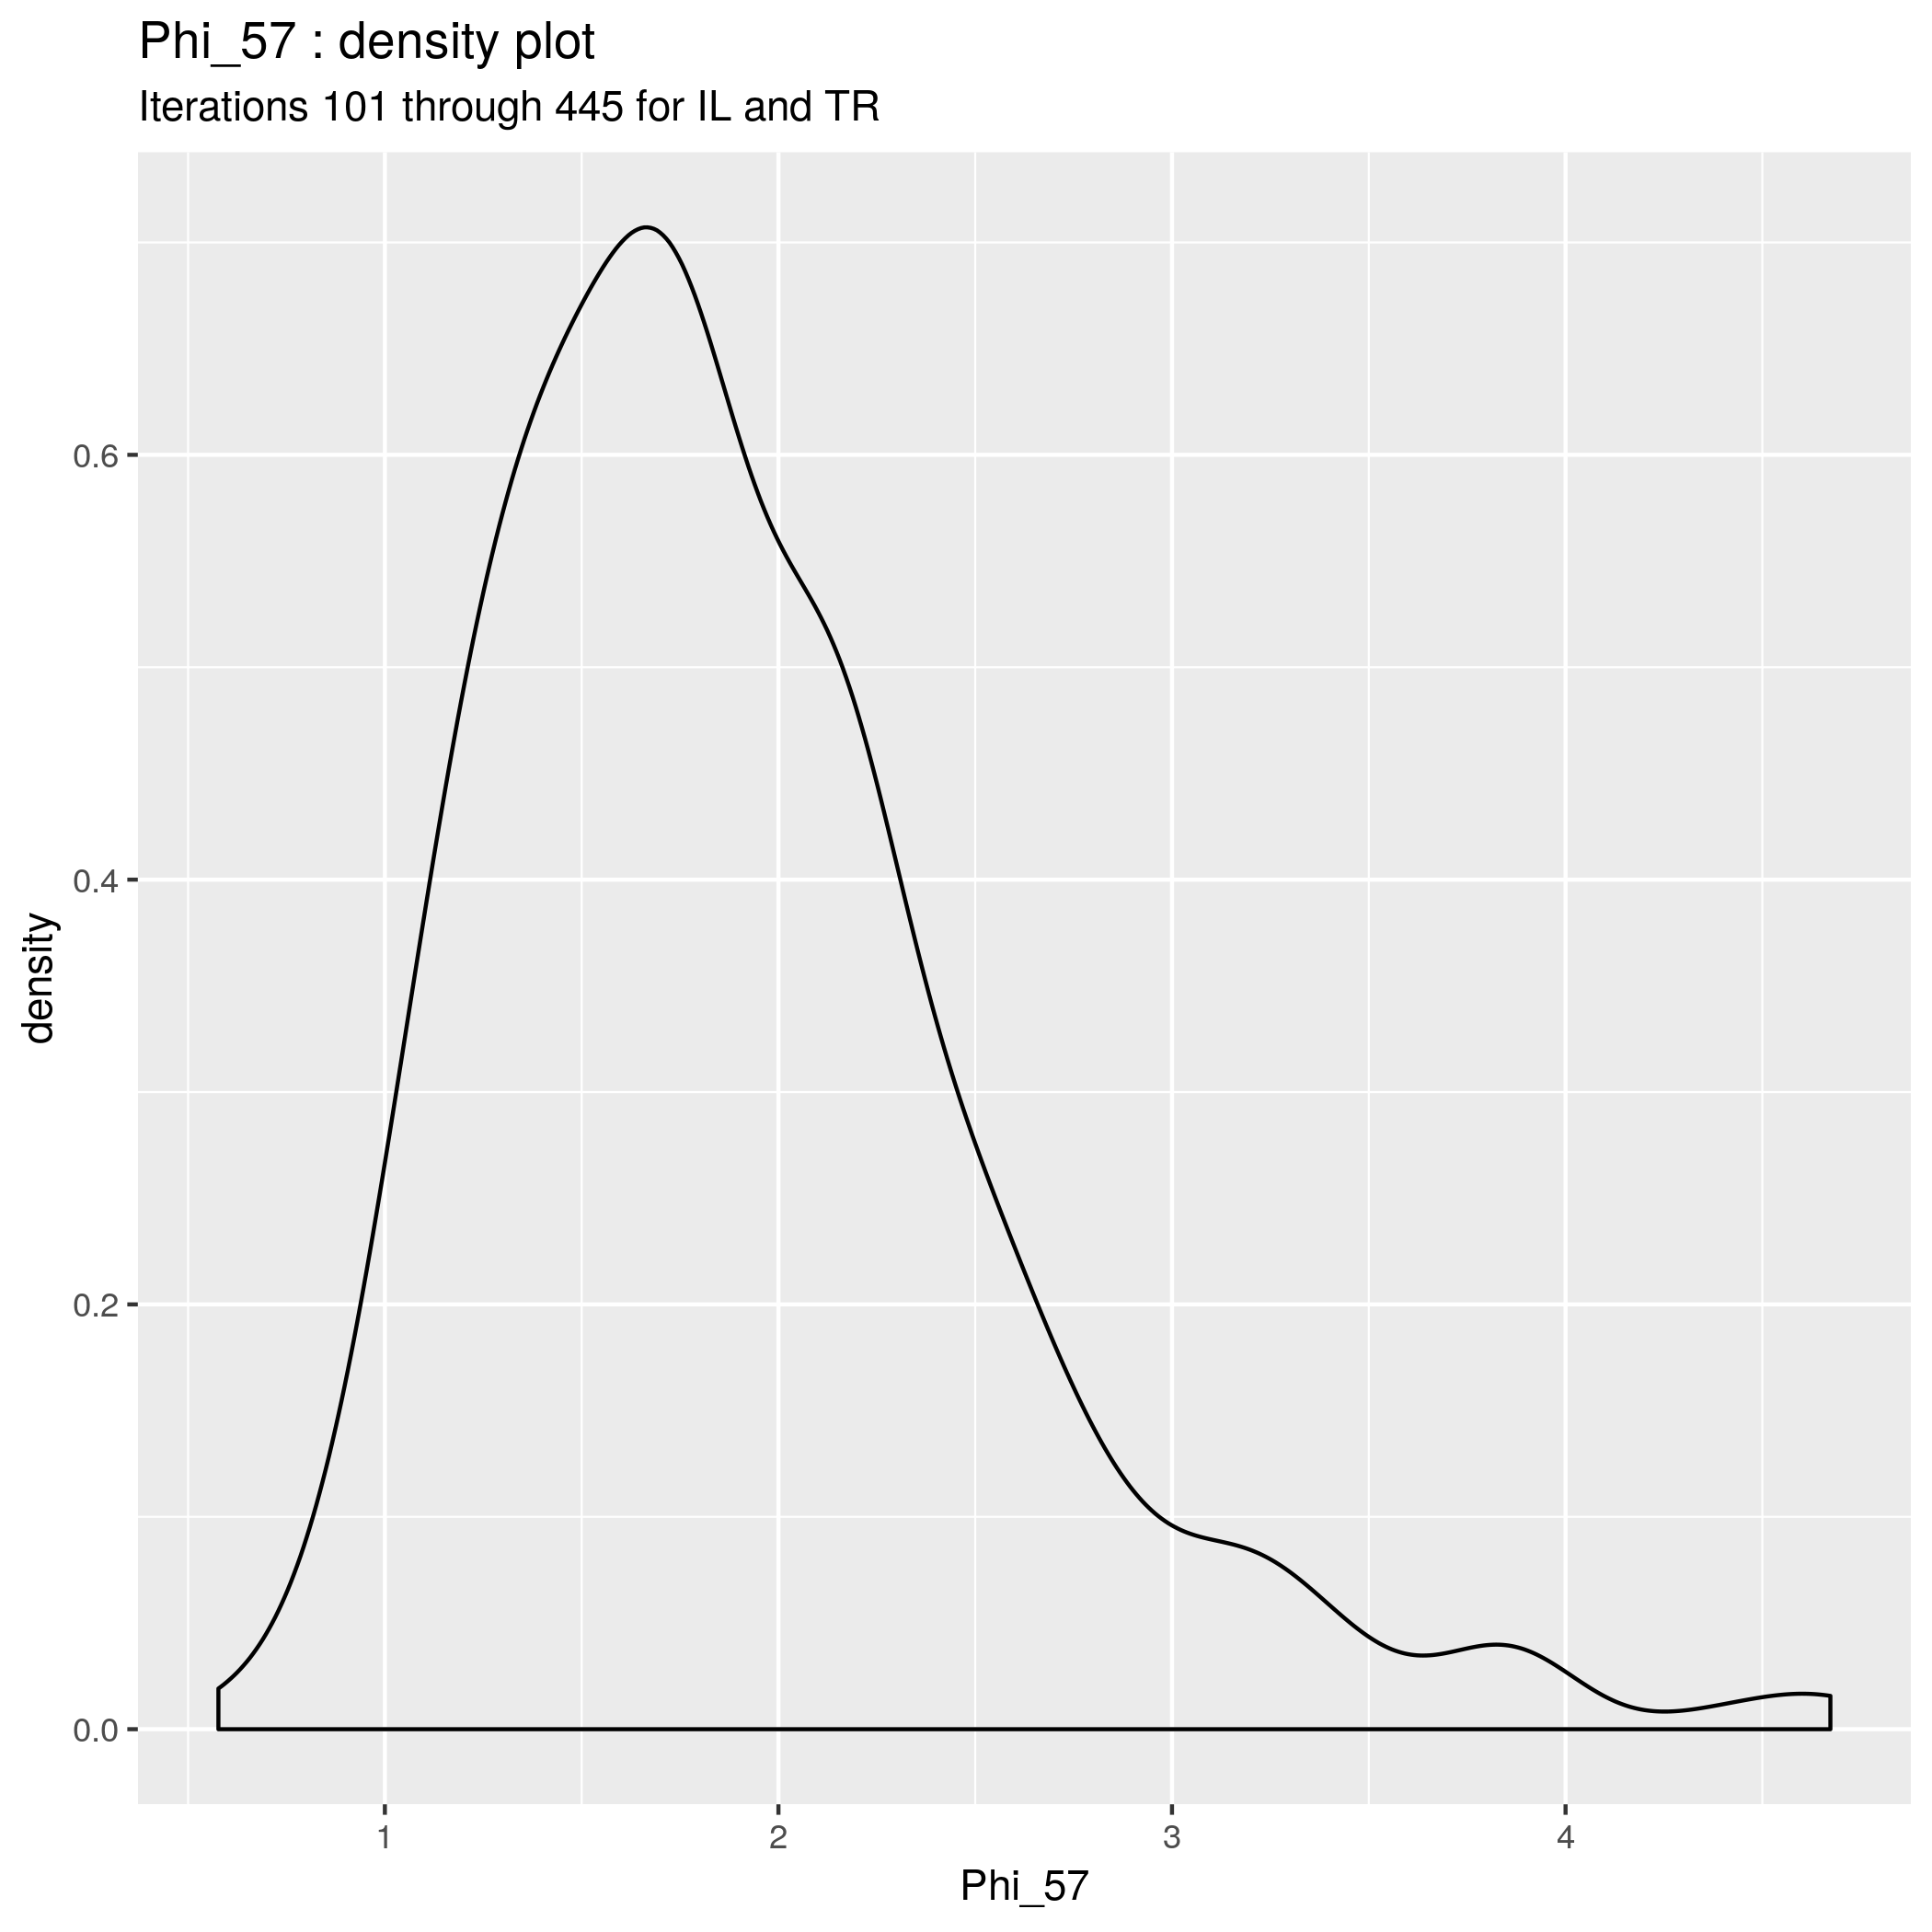 Phi_57 : density plot
Iterations 101 through 445 for IL and TR
density
0.6
0.4
0.2
0.0
1 2 3 4
Phi_57